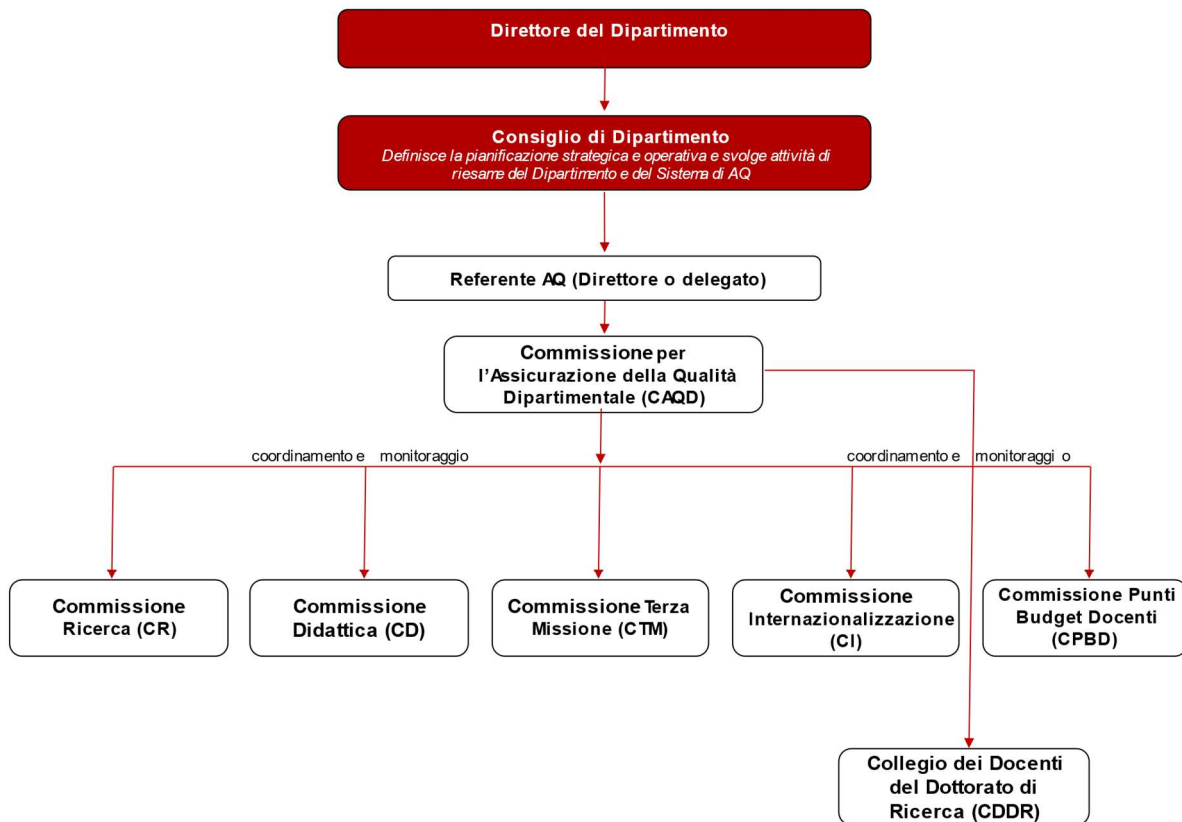 Direttore del Dipartimento
Consiglio di Dipartimento
Definisce la pianificazione strategica e operativa e svolge attività di
riesame del Dipartimento e del Sistema di AQ
Referente AQ (Direttore o delegato)
Commissione per
l'Assicurazione della Qualità
Dipartimentale (CAQD)
coordinamento e monitoraggio
coordinamento e monitoraggi o
Commissione
Ricerca (CR)
Commissione
Didattica (CD)
Commissione Terza
Missione (CTM)
Commissione
Internazionalizzazione
(CI)
Commissione Punti
Budget Docenti
(CPBD)
Collegio dei Docenti
del Dottorato di
Ricerca (CDDR)